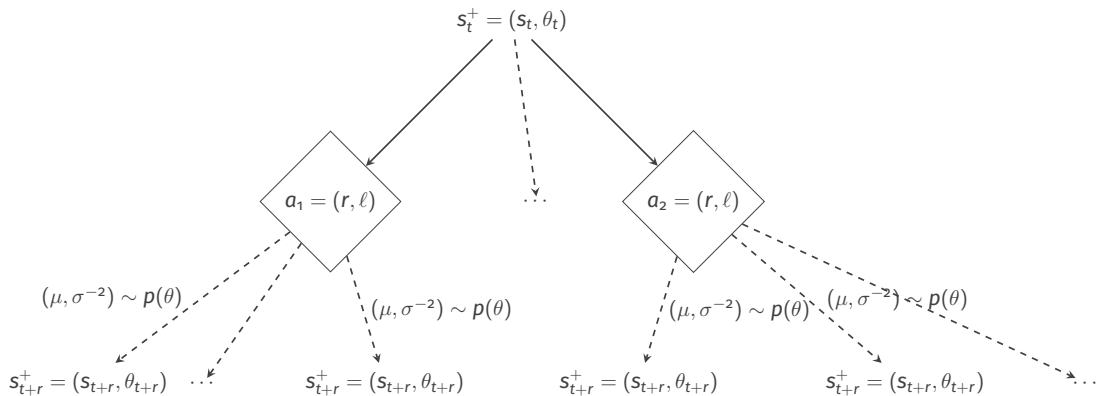 s_t^+ = (s_t, θ_t)
a_1 = (r, ℓ)
···
a_2 = (r, ℓ)
(μ, σ^{-2}) ∼ p(θ)
(μ, σ^{-2}) ∼ p(θ)
(μ, σ^{-2}) ∼ p(θ)
(μ, σ^{-2}) ∼ p(θ)
s_{t+r}^+ = (s_{t+r}, θ_{t+r})
···
s_{t+r}^+ = (s_{t+r}, θ_{t+r})
s_{t+r}^+ = (s_{t+r}, θ_{t+r})
s_{t+r}^+ = (s_{t+r}, θ_{t+r})
···